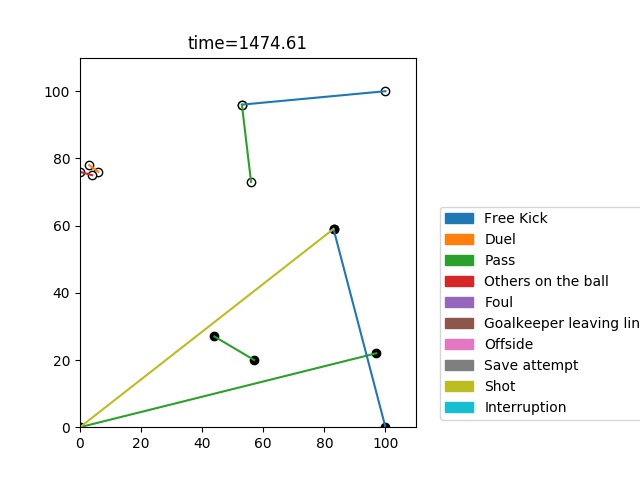 time=1474.61
100
80
60
40
20
0
0 20 40 60 80 100
Free Kick
Duel
Pass
Others on the ball
Foul
Goalkeeper leaving lin
Offside
Save attempt
Shot
Interruption